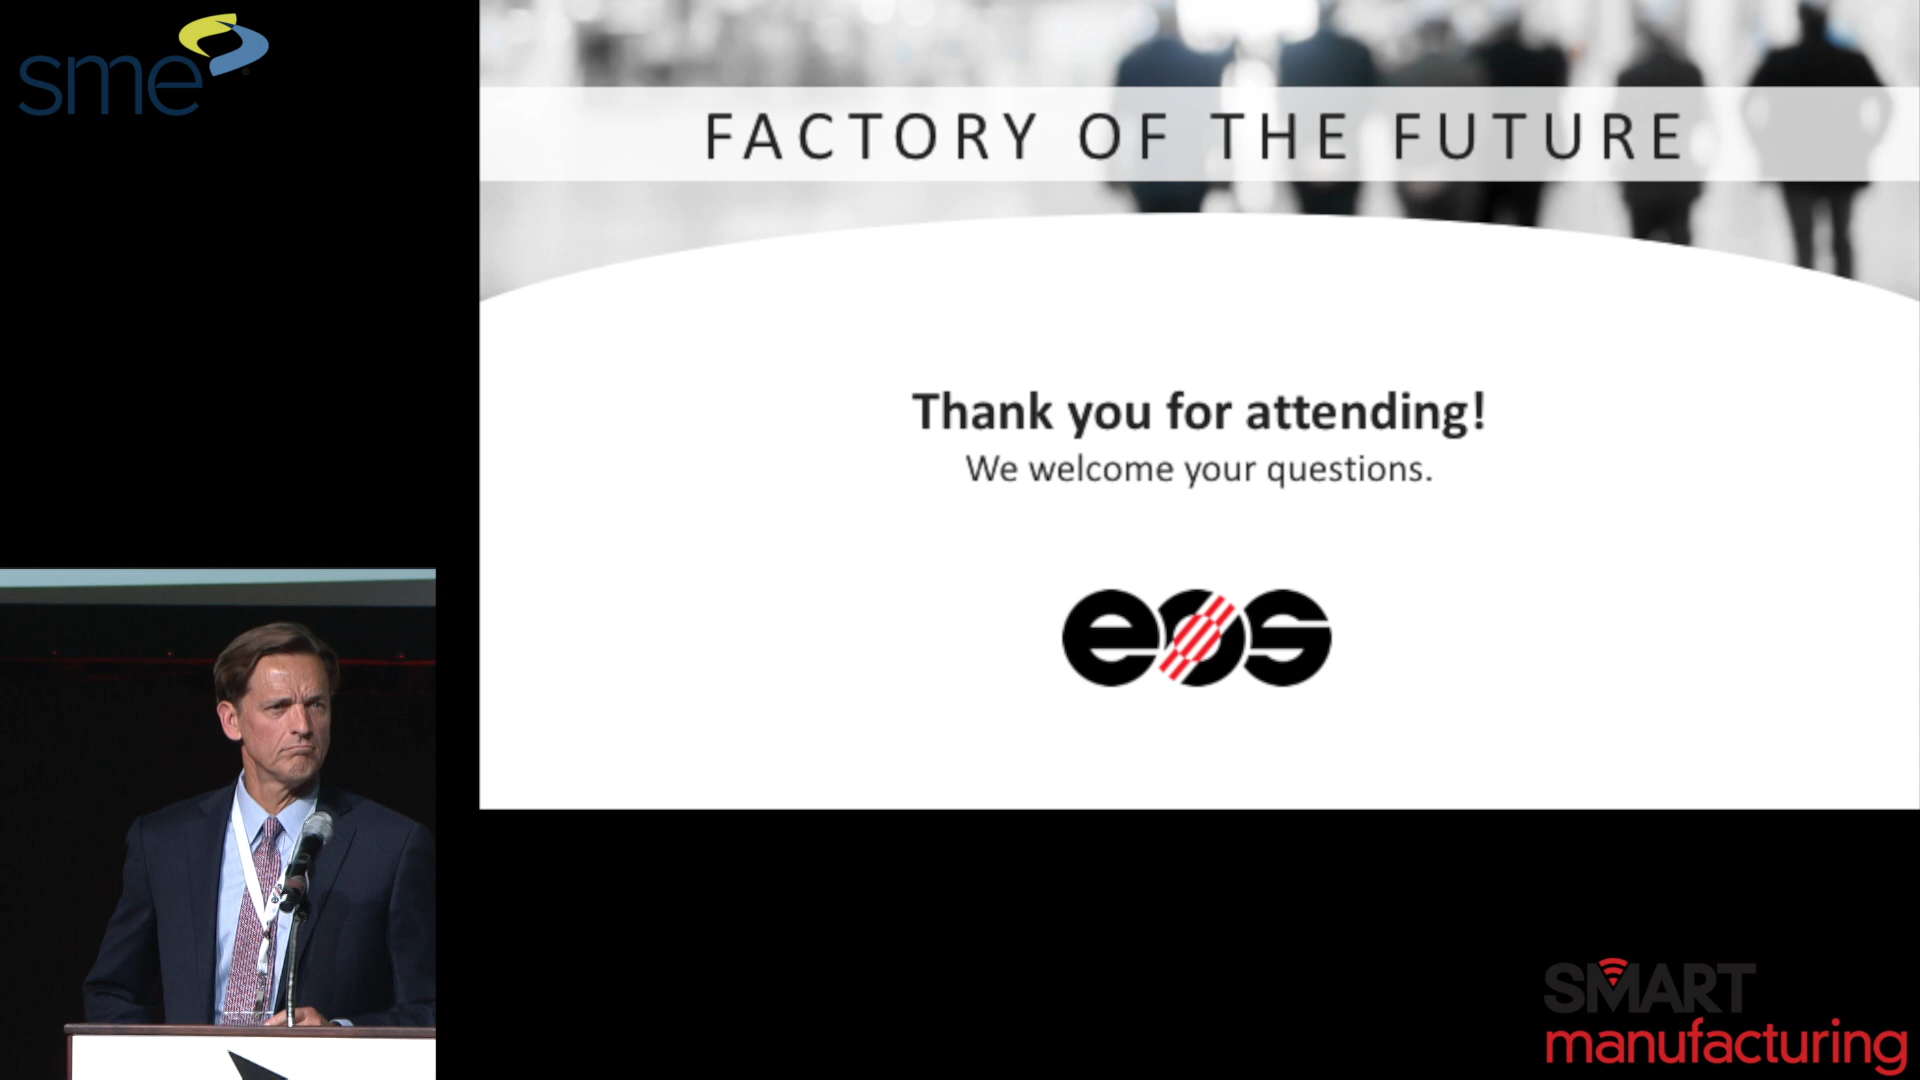 sme
FACTORY OF THE FUTURE
Thank you for attending!
We welcome your questions.
eos
SMART
manufacturing